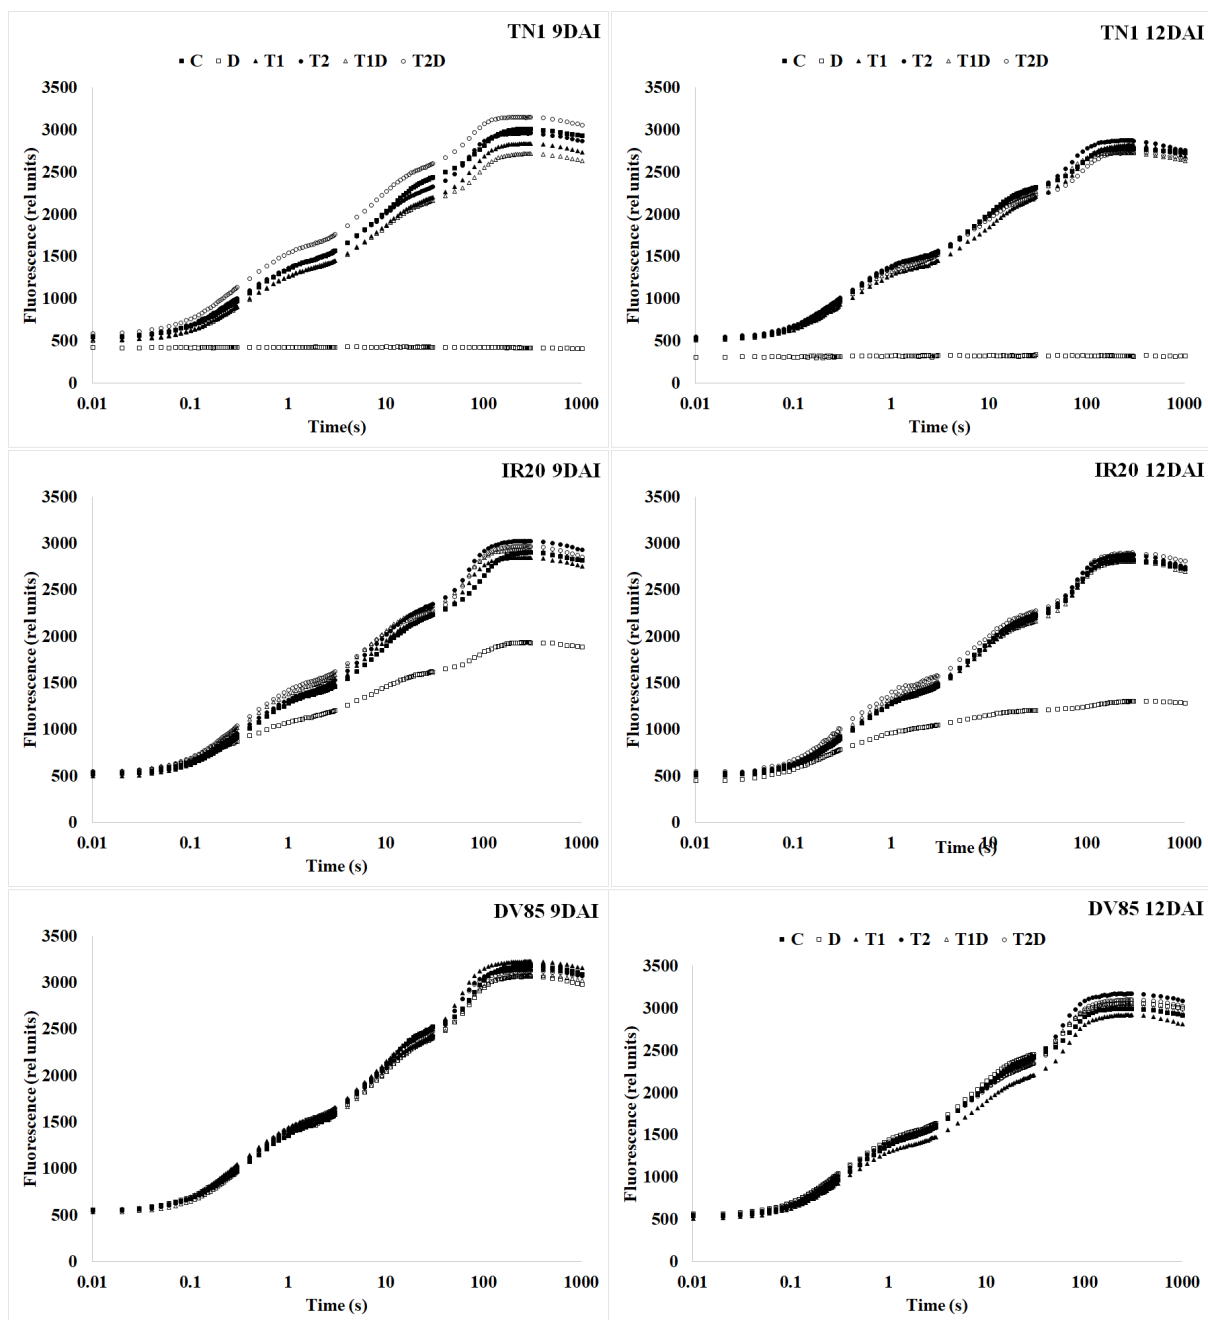 TN1 9DAI
■ C □ D ▲ T1 ● T2 △ T1D ○ T2D
Fluorescence (rel units)
3500
3000
2500
2000
1500
1000
500
0
0.01 0.1 1 10 100 1000
Time(s)
TN1 12DAI
■ C □ D ▲ T1 ● T2 △ T1D ○ T2D
Fluorescence (rel units)
3500
3000
2500
2000
1500
1000
500
0
0.01 0.1 1 10 100 1000
Time (s)
IR20 9DAI
Fluorescence (rel units)
3500
3000
2500
2000
1500
1000
500
0
0.01 0.1 1 10 100 1000
Time (s)
IR20 12DAI
Fluorescence (rel units)
3500
3000
2500
2000
1500
1000
500
0
0.01 0.1 1 10 100 1000
Time (s)
DV85 9DAI
Fluorescence (rel units)
3500
3000
2500
2000
1500
1000
500
0
0.01 0.1 1 10 100 1000
Time (s)
DV85 12DAI
■ C □ D ▲ T1 ● T2 △ T1D ○ T2D
Fluorescence (rel units)
3500
3000
2500
2000
1500
1000
500
0
0.01 0.1 1 10 100 1000
Time (s)